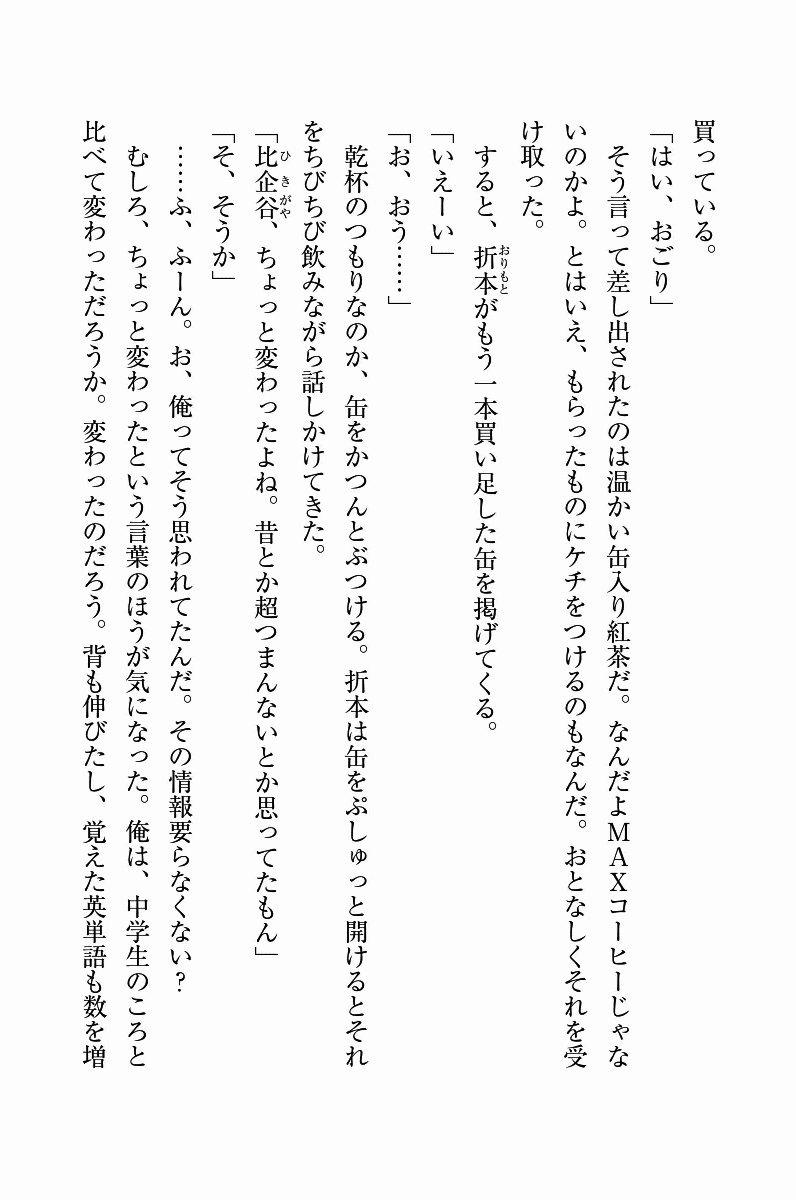 買っている。
「はい、おごり」
そう言って差し出されたのは温かい缶入り紅茶だ。なんだよMAXコーヒーじゃな
いのかよ。とはいえ、もらったものにケチをつけるのもなんだ。おとなしくそれを受
け取った。
すると、折本がもう一本買い足した缶を掲げてくる。
「いえーい」
「お、おう……」
乾杯のつもりなのか、缶をかつんとぶつける。折本は缶をぷしゅっと開けるとそれ
をちびちび飲みながら話しかけてきた。
「比企谷、ちょっと変わったよね。昔とか超つまんないとか思ってたもん」
「そ、そうか」
……ふ、ふーん。お、俺ってそう思われてたんだ。その情報要らなくない？
むしろ、ちょっと変わったという言葉のほうが気になった。俺は、中学生のころと
比べて変わっただろうか。変わったのだろう。背も伸びたし、覚えた英単語も数を増